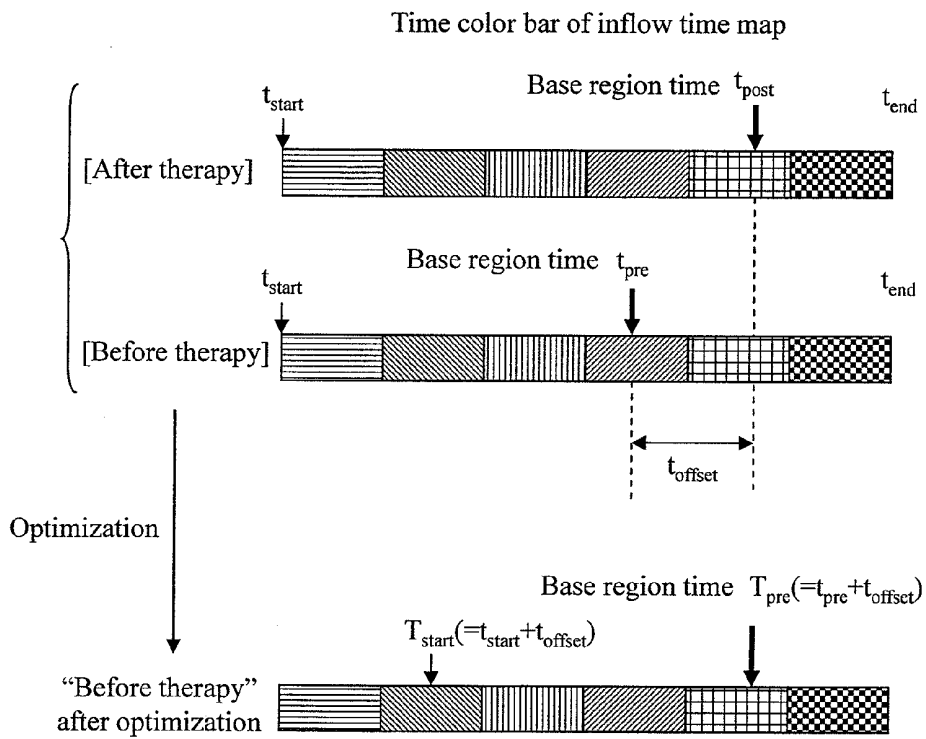 Time color bar of inflow time map
Base region time t_post
t_start
t_end
[After therapy]
Base region time t_pre
t_start
t_end
[Before therapy]
t_offset
Optimization
Base region time T_pre(=t_pre+t_offset)
T_start(=t_start+t_offset)
“Before therapy”
after optimization